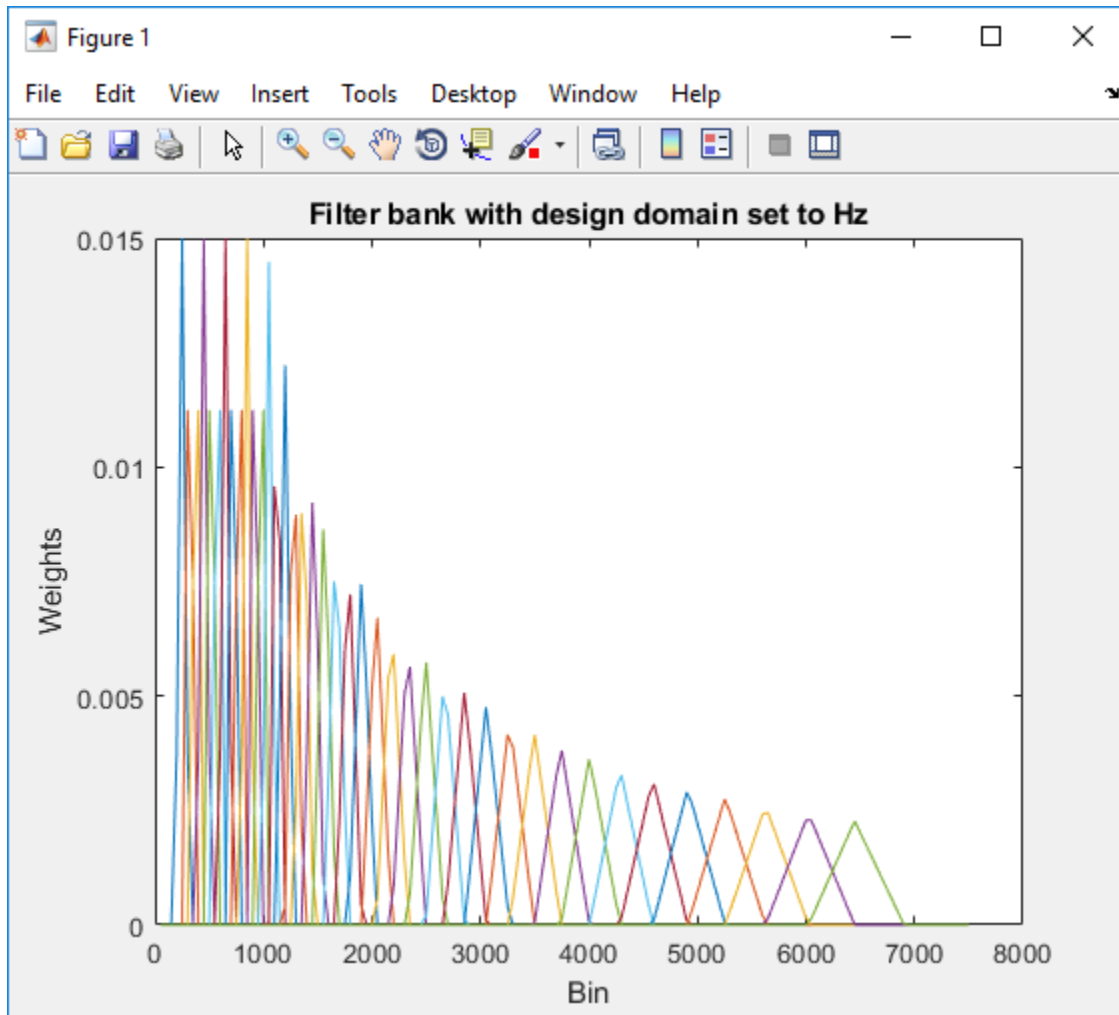 Figure 1
File Edit View Insert Tools Desktop Window Help
Filter bank with design domain set to Hz
0.015
0.01
0.005
0
Weights
0 1000 2000 3000 4000 5000 6000 7000 8000
Bin